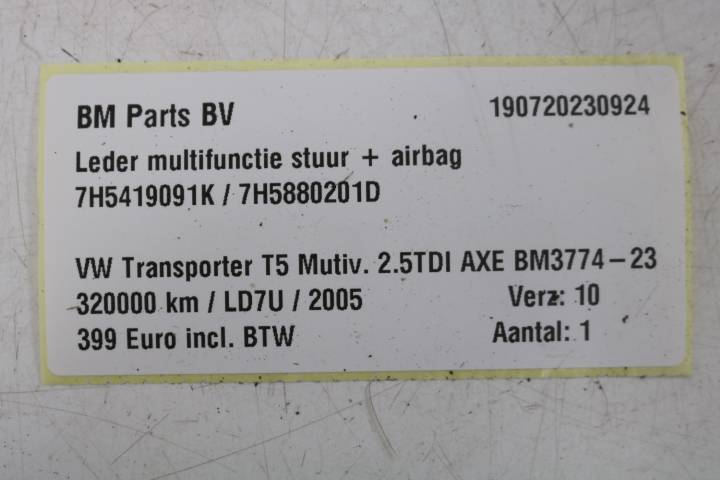 BM Parts BV 190720230924
Leder multifunctie stuur + airbag
7H5419091K / 7H5880201D
VW Transporter T5 Mutiv. 2.5TDI AXE BM3774-23
320000 km / LD7U / 2005 Verz: 10
399 Euro incl. BTW Aantal: 1